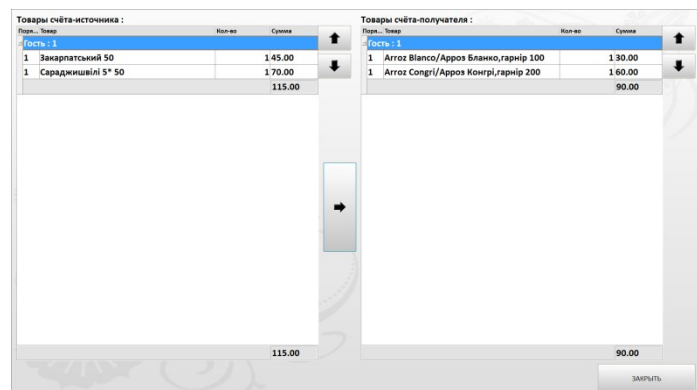 Товары счёта-источника :
Поря... Товар Кол-во Сумма
Гость : 1
1 Закарпатський 50 1 45.00
1 Сараджишвілі 5* 50 1 70.00
115.00
115.00
Товары счёта-получателя :
Поря... Товар Кол-во Сумма
Гость : 1
1 Arroz Blanco/Арроз Бланко,гарнір 100 1 30.00
1 Arroz Congri/Арроз Конгрі,гарнір 200 1 60.00
90.00
90.00
ЗАКРЫТЬ